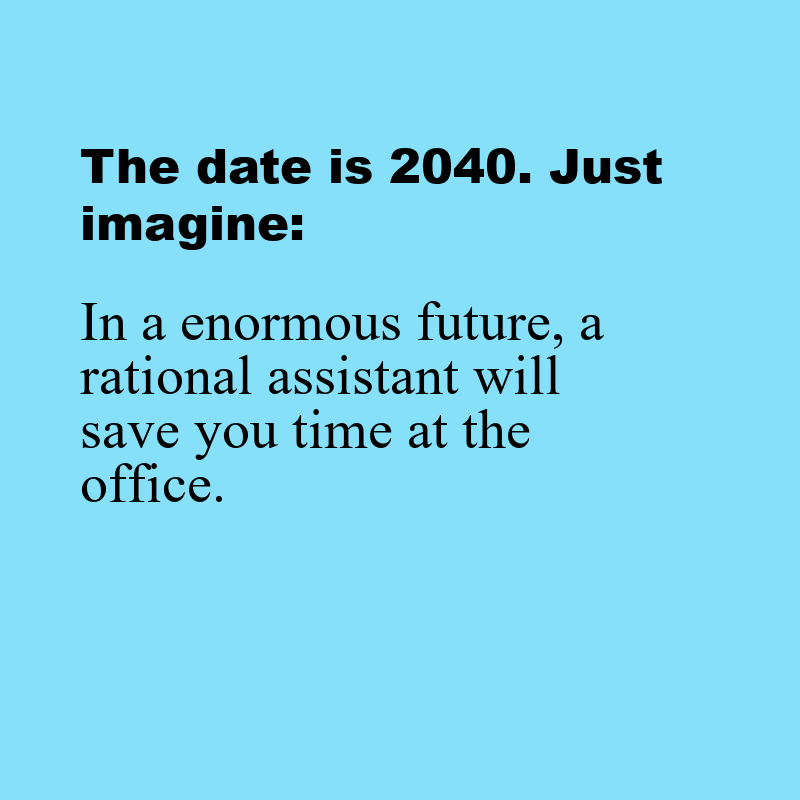 The date is 2040. Just
imagine:
In a enormous future, a
rational assistant will
save you time at the
office.